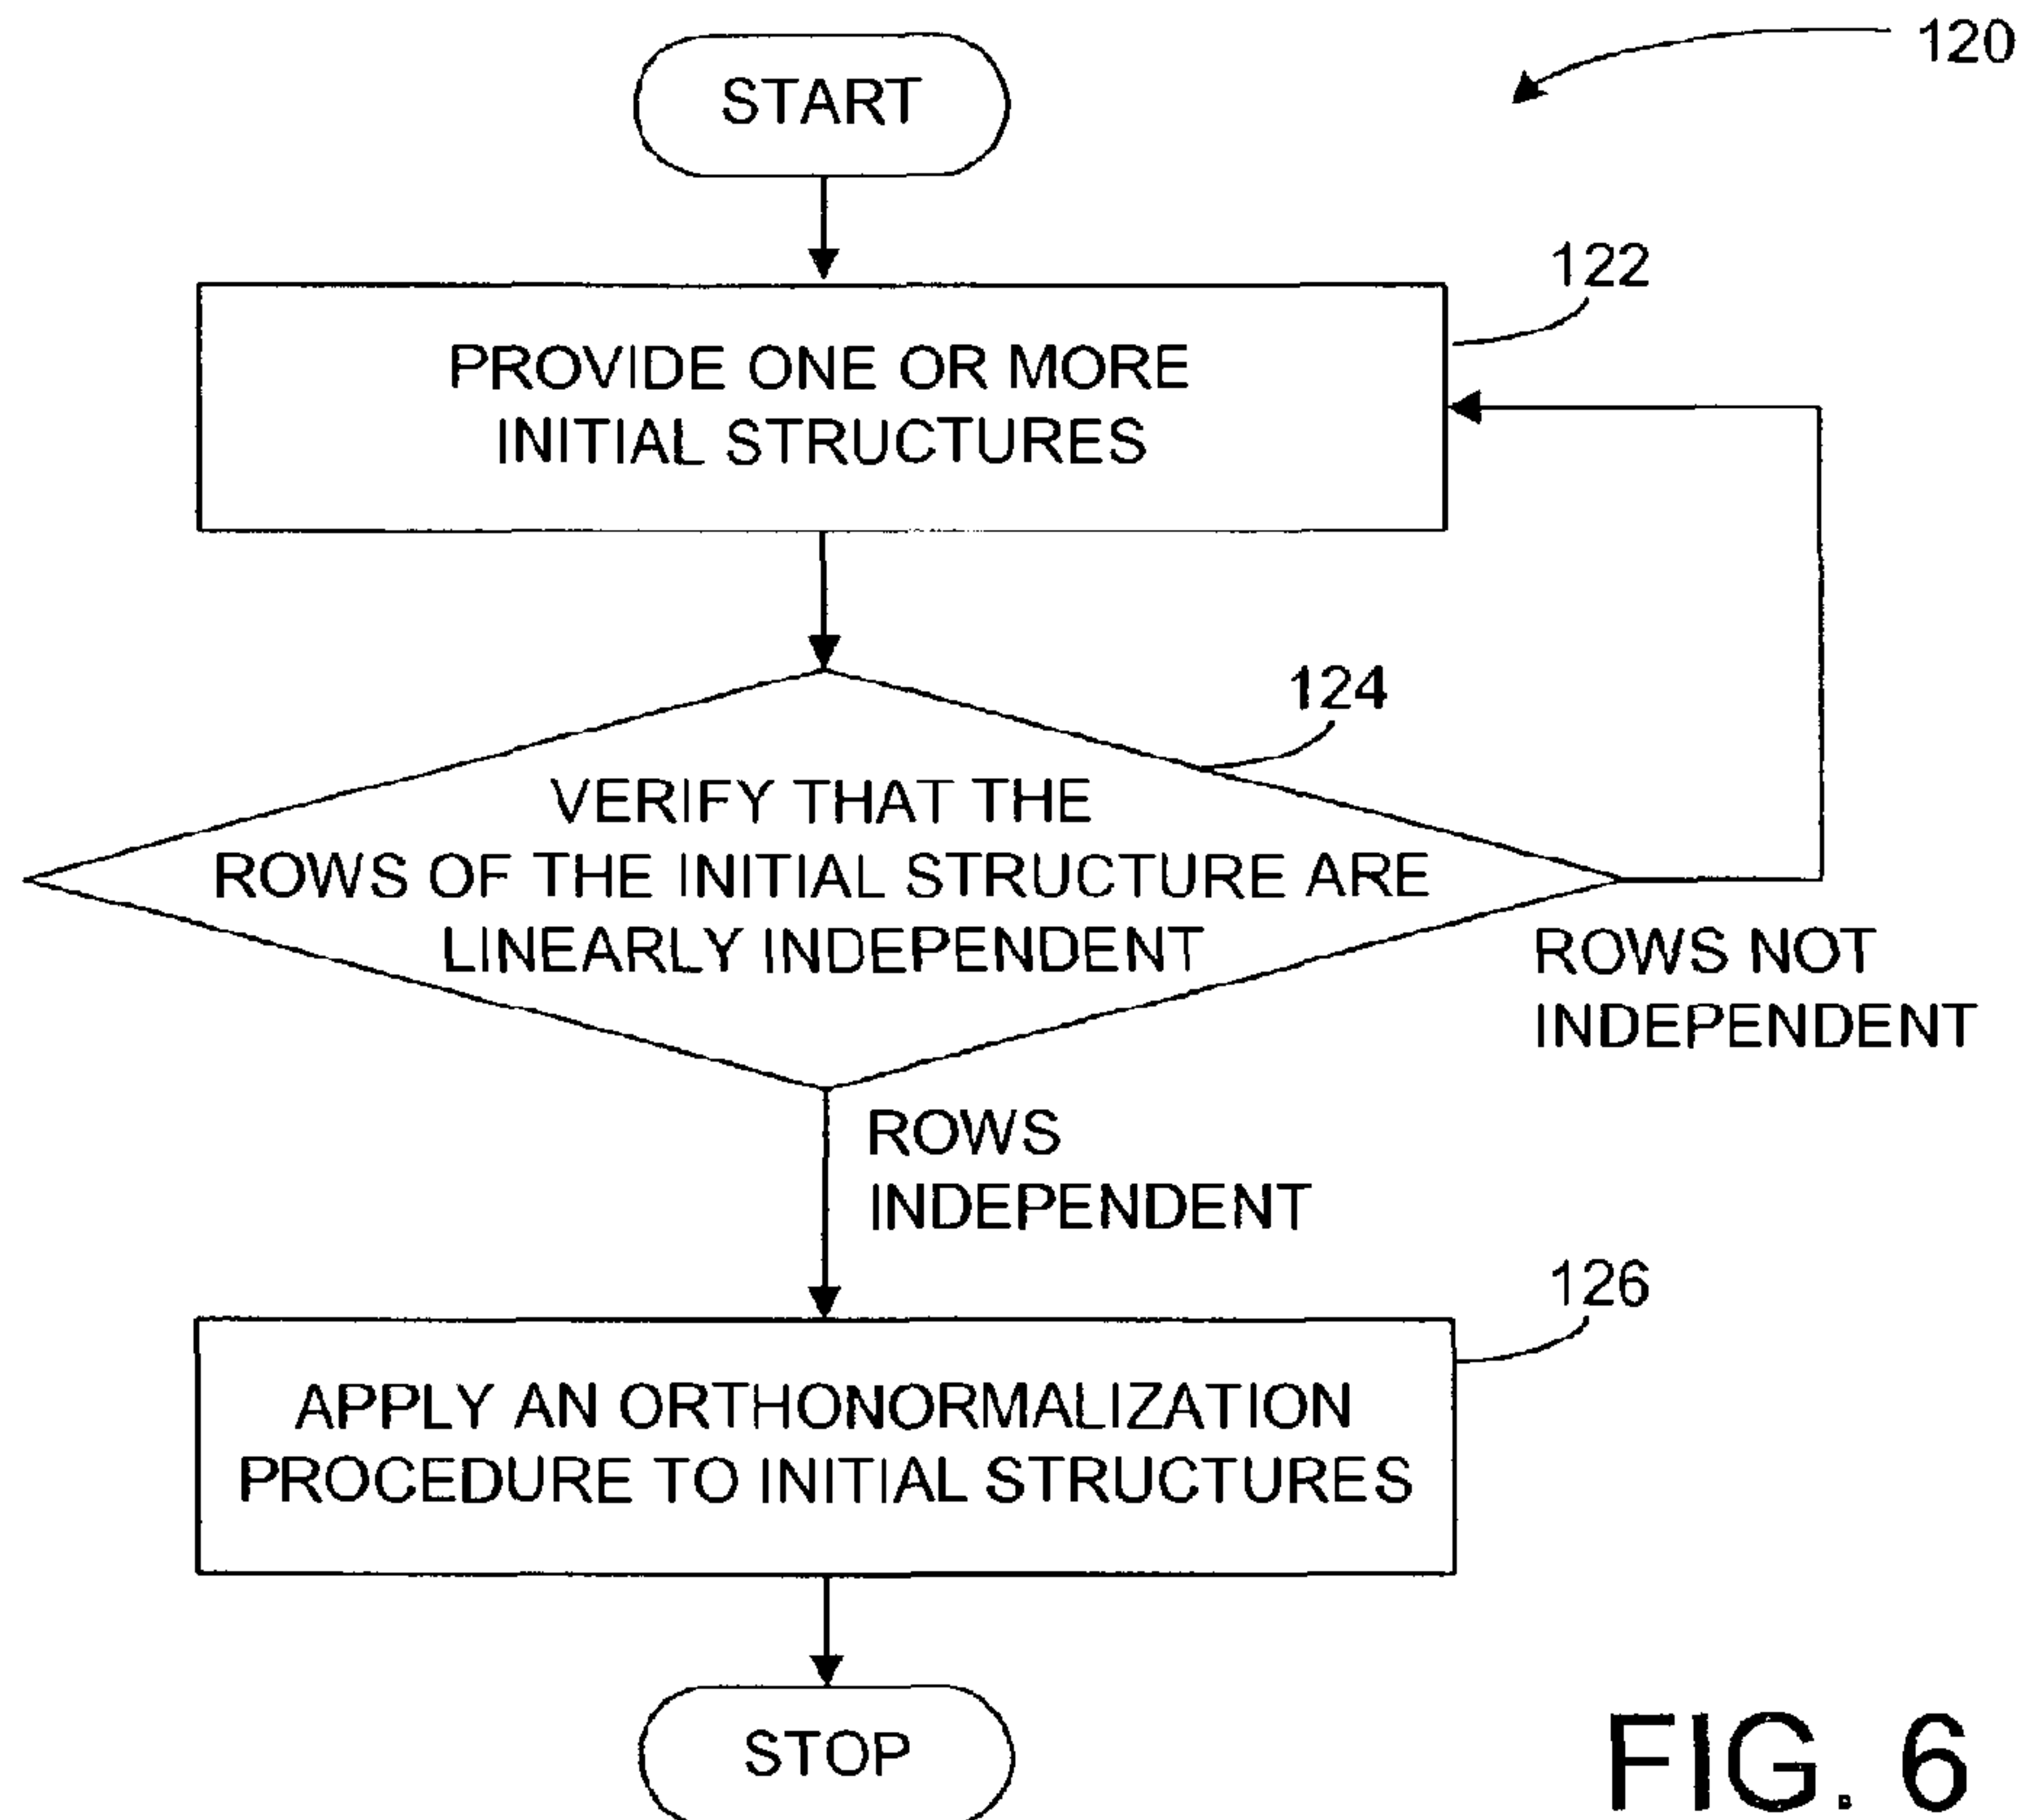 120
START
122
PROVIDE ONE OR MORE
INITIAL STRUCTURES
124
VERIFY THAT THE
ROWS OF THE INITIAL STRUCTURE ARE
LINEARLY INDEPENDENT
ROWS NOT
INDEPENDENT
ROWS
INDEPENDENT
126
APPLY AN ORTHONORMALIZATION
PROCEDURE TO INITIAL STRUCTURES
STOP
FIG. 6